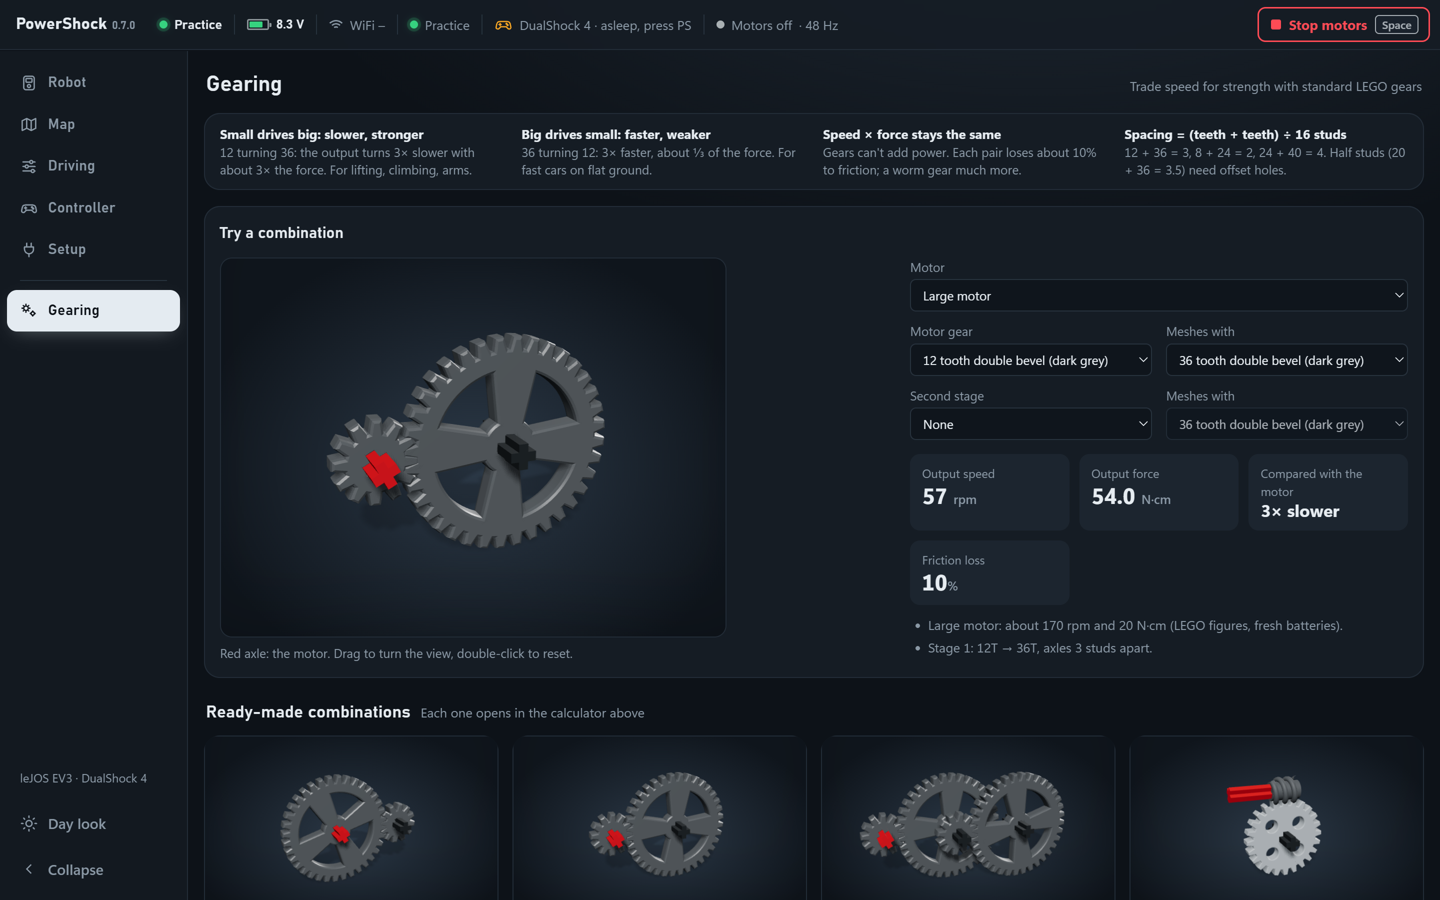 PowerShock 0.7.0
Practice
8.3 V
WiFi –
Practice
DualShock 4 · asleep, press PS
Motors off · 48 Hz
Stop motors Space
Robot
Map
Driving
Controller
Setup
Gearing
leJOS EV3 · DualShock 4
Day look
Collapse
Gearing
Trade speed for strength with standard LEGO gears
Small drives big: slower, stronger
12 turning 36: the output turns 3× slower with
about 3× the force. For lifting, climbing, arms.
Big drives small: faster, weaker
36 turning 12: 3× faster, about ⅓ of the force. For
fast cars on flat ground.
Speed × force stays the same
Gears can't add power. Each pair loses about 10%
to friction; a worm gear much more.
Spacing = (teeth + teeth) ÷ 16 studs
12 + 36 = 3, 8 + 24 = 2, 24 + 40 = 4. Half studs (20
+ 36 = 3.5) need offset holes.
Try a combination
Red axle: the motor. Drag to turn the view, double-click to reset.
Motor
Large motor
Motor gear
12 tooth double bevel (dark grey)
Meshes with
36 tooth double bevel (dark grey)
Second stage
None
Meshes with
36 tooth double bevel (dark grey)
Output speed
57 rpm
Output force
54.0 N·cm
Compared with the
motor
3× slower
Friction loss
10%
• Large motor: about 170 rpm and 20 N·cm (LEGO figures, fresh batteries).
• Stage 1: 12T → 36T, axles 3 studs apart.
Ready-made combinations Each one opens in the calculator above